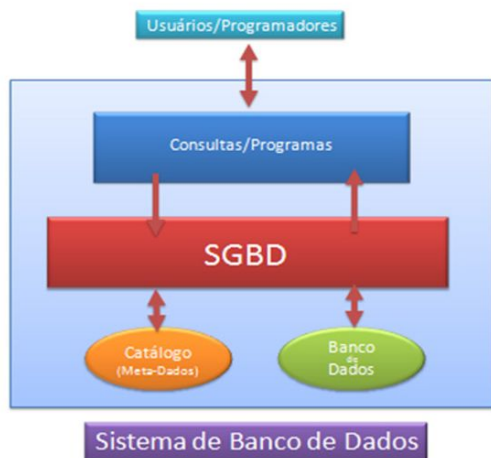 Usuários/Programadores
Consultas/Programas
SGBD
Catálogo
(Meta-Dados)
Banco
de
Dados
Sistema de Banco de Dados